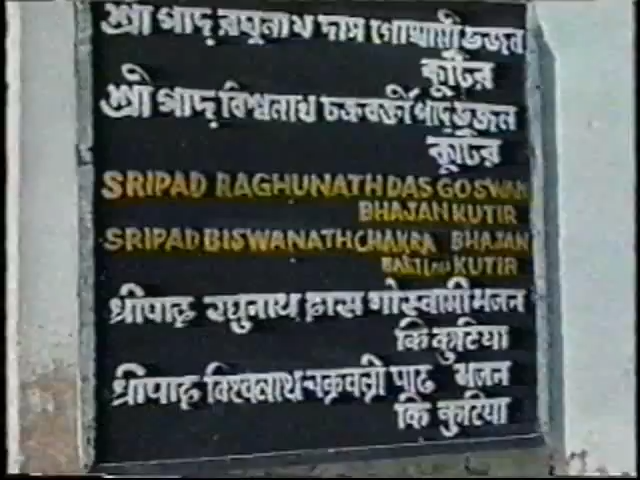 শ্রীপাদ রঘুনাথ দাস গোস্বামী ভজন
কুটির
শ্রীপাদ বিশ্বনাথ চক্রবর্ত্তী পাদ ভজন
কুটির
SRIPAD RAGHUNATH DAS GOSWAMI
BHAJAN KUTIR
SRIPAD BISWANATH CHAKRA BHAJAN
KUTIR
श्रीपाद रघुनाथ दास गोस्वामी भजन
कि कुटिया
श्रीपाद विश्वनाथ चक्रवर्ती पाद भजन
कि कुटिया